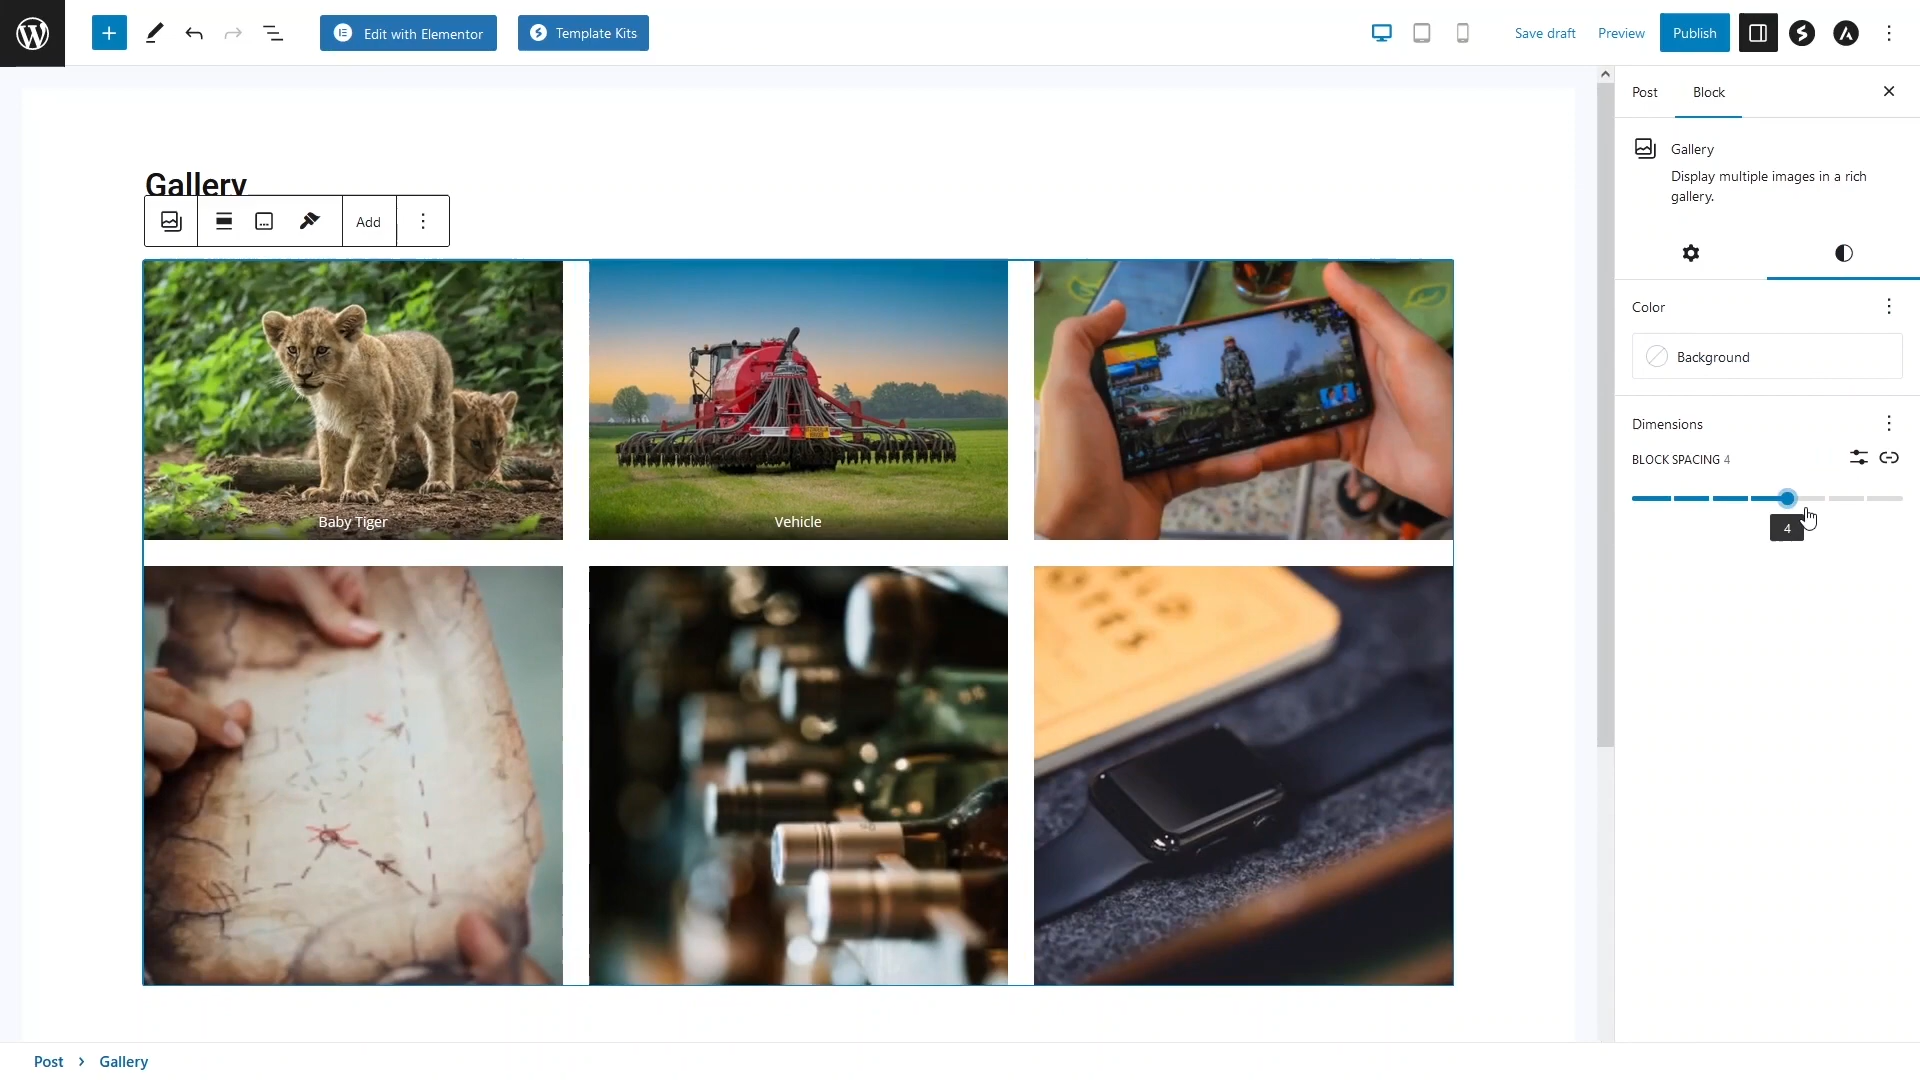 Edit with Elementor
Template Kits
Save draft
Preview
Publish
Post
Block
Gallery
Display multiple images in a rich
gallery.
Gallery
Add
Color
Background
Dimensions
BLOCK SPACING 4
4
Baby Tiger
Vehicle
Post
Gallery